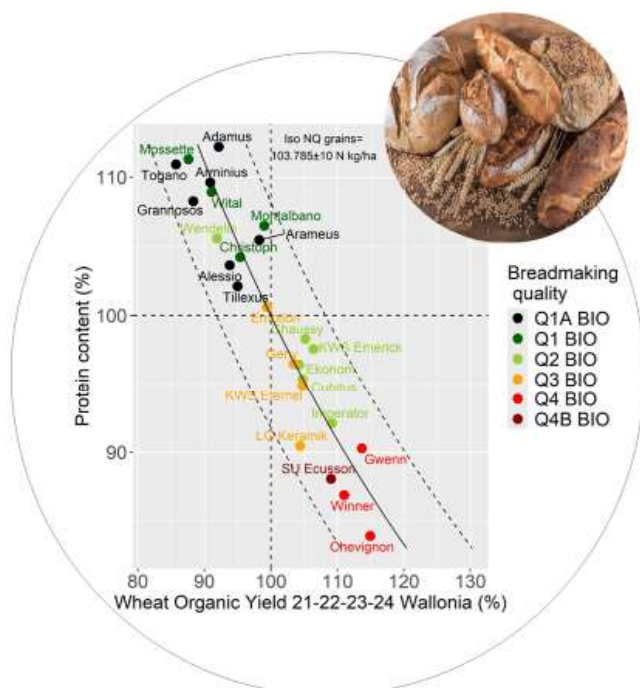 Adamus
Iso NQ grains=
103.785±10 N kg/ha
Mossette
110
Togano
Arminius
Grannosos
Wital
Montalbano
Wendelin
Arameus
Christoph
Alessio
Tillexus
100
Chaussy
KWS Emerick
Geny
Ekonom
KWS Eternel
Cubitus
Imperator
LG Keramik
90
Gwenn
SU Ecusson
Winner
Chevignon
80
90
100
110
120
130
Protein content (%)
Wheat Organic Yield 21-22-23-24 Wallonia (%)
Breadmaking
quality
Q1A BIO
Q1 BIO
Q2 BIO
Q3 BIO
Q4 BIO
Q4B BIO